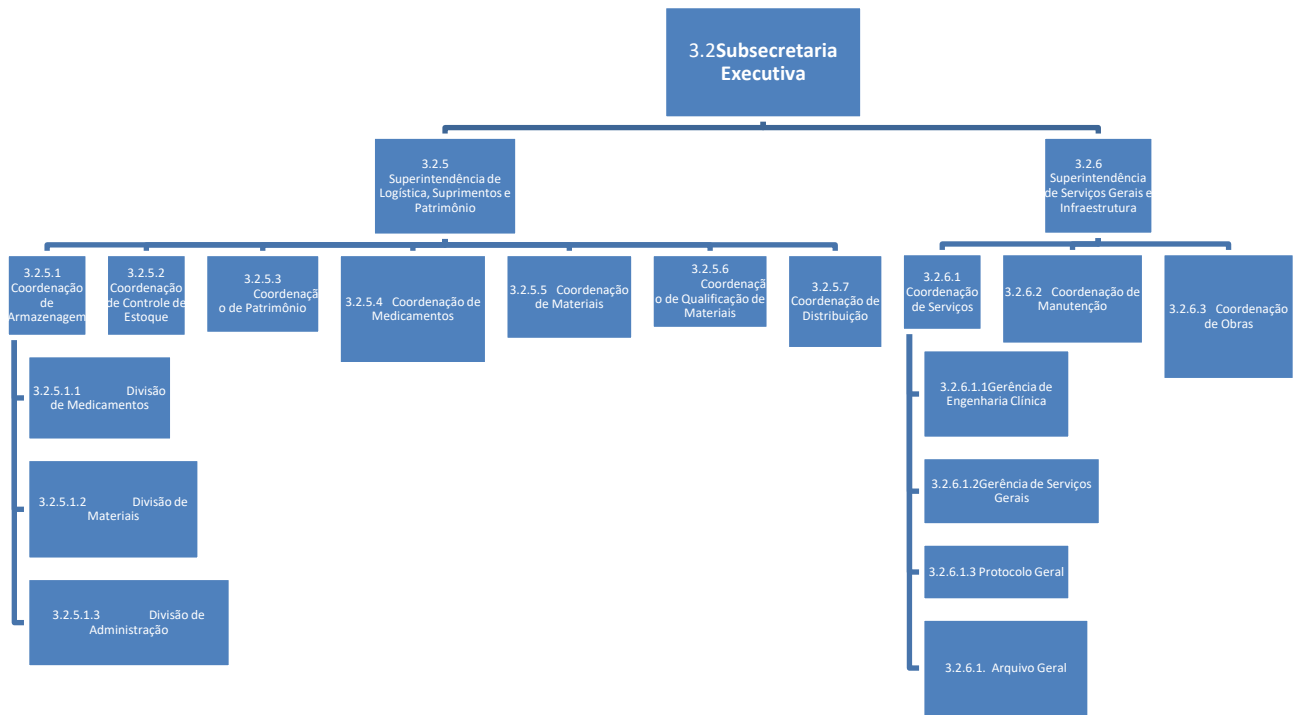 3.2Subsecretaria
Executiva
3.2.5
Superintendência de
Logística, Suprimentos e
Patrimônio
3.2.6
Superintendência
de Serviços Gerais e
Infraestrutura
3.2.5.1
Coordenação
de
Armazenagem
3.2.5.2
Coordenação
de Controle de
Estoque
3.2.5.3
Coordenaçã
o de Patrimônio
3.2.5.4 Coordenação de
Medicamentos
3.2.5.5 Coordenação
de Materiais
3.2.5.6
Coordenaçã
o de Qualificação de
Materiais
3.2.5.7
Coordenação de
Distribuição
3.2.6.1
Coordenação
de Serviços
3.2.6.2 Coordenação de
Manutenção
3.2.6.3 Coordenação
de Obras
3.2.5.1.1 Divisão
de Medicamentos
3.2.5.1.2 Divisão de
Materiais
3.2.5.1.3 Divisão de
Administração
3.2.6.1.1Gerência de
Engenharia Clínica
3.2.6.1.2Gerência de Serviços
Gerais
3.2.6.1.3 Protocolo Geral
3.2.6.1. Arquivo Geral